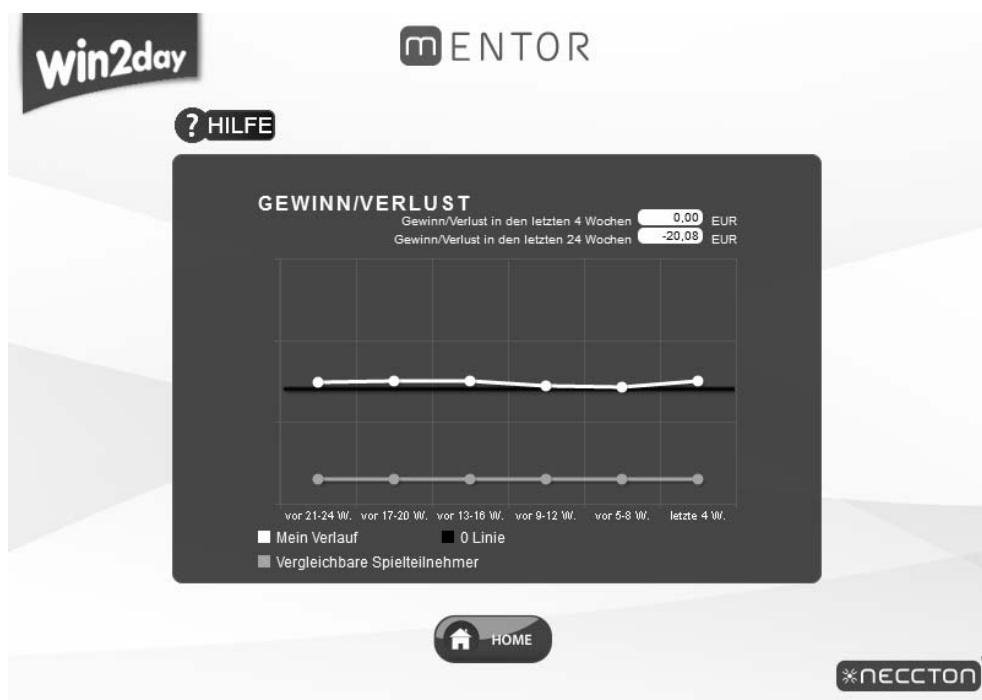 win2day
mENTOR
? HILFE
GEWINN/VERLUST
Gewinn/Verlust in den letzten 4 Wochen 0,00 EUR
Gewinn/Verlust in den letzten 24 Wochen -20,08 EUR
vor 21-24 W. vor 17-20 W. vor 13-16 W. vor 9-12 W. vor 5-8 W. letzte 4 W.
Mein Verlauf 0 Linie
Vergleichbare Spielteilnehmer
HOME
neccton